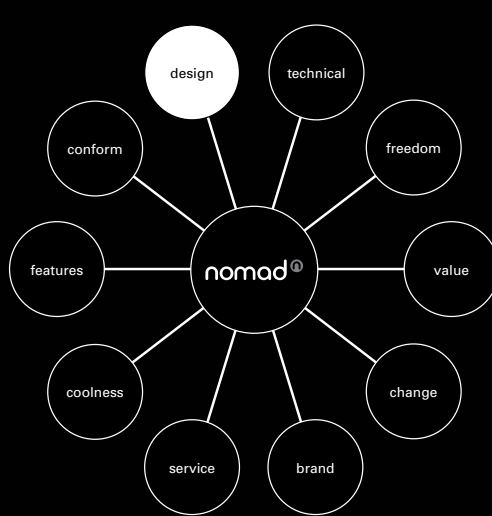 design
technical
conform
freedom
features
nomad n
value
coolness
change
service
brand